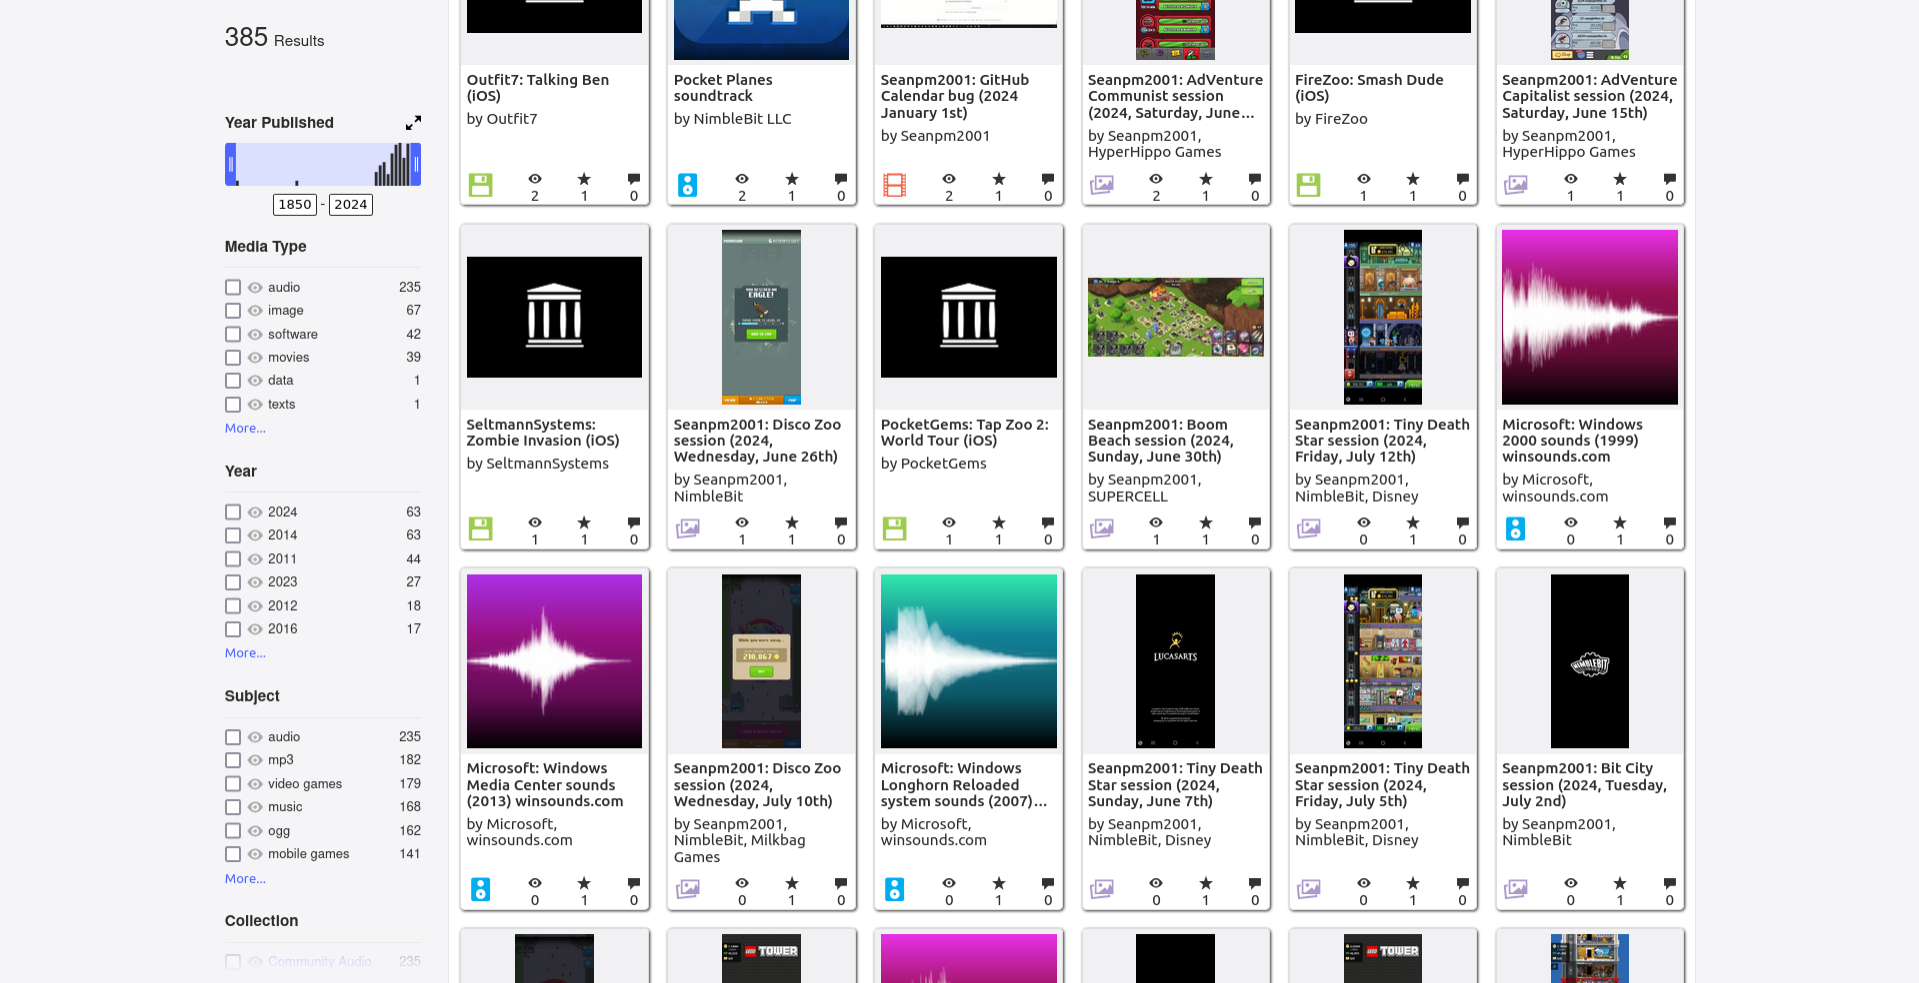 385 Results
Year Published
1850 - 2024
Media Type
audio 235
image 67
software 42
movies 39
data 1
texts 1
More...
Year
2024 63
2014 63
2011 44
2023 27
2012 18
2016 17
More...
Subject
audio 235
mp3 182
video games 179
music 168
ogg 162
mobile games 141
More...
Collection
Community Audio 235
Outfit7: Talking Ben
(iOS)
by Outfit7
2 1 0
Pocket Planes
soundtrack
by NimbleBit LLC
2 1 0
Seanpm2001: GitHub
Calendar bug (2024
January 1st)
by Seanpm2001
2 1 0
Seanpm2001: AdVenture
Communist session
(2024, Saturday, June...
by Seanpm2001,
HyperHippo Games
2 1 0
FireZoo: Smash Dude
(iOS)
by FireZoo
1 1 0
Seanpm2001: AdVenture
Capitalist session (2024,
Saturday, June 15th)
by Seanpm2001,
HyperHippo Games
1 1 0
SeltmannSystems:
Zombie Invasion (iOS)
by SeltmannSystems
1 1 0
EAGLE!
Seanpm2001: Disco Zoo
session (2024,
Wednesday, June 26th)
by Seanpm2001,
NimbleBit
1 1 0
PocketGems: Tap Zoo 2:
World Tour (iOS)
by PocketGems
1 1 0
Seanpm2001: Boom
Beach session (2024,
Sunday, June 30th)
by Seanpm2001,
SUPERCELL
1 1 0
Seanpm2001: Tiny Death
Star session (2024,
Friday, July 12th)
by Seanpm2001,
NimbleBit, Disney
0 1 0
Microsoft: Windows
2000 sounds (1999)
winsounds.com
by Microsoft,
winsounds.com
0 1 0
Microsoft: Windows
Media Center sounds
(2013) winsounds.com
by Microsoft,
winsounds.com
0 1 0
While you were away...
210,867
Seanpm2001: Disco Zoo
session (2024,
Wednesday, July 10th)
by Seanpm2001,
NimbleBit, Milkbag
Games
0 1 0
Microsoft: Windows
Longhorn Reloaded
system sounds (2007)...
by Microsoft,
winsounds.com
0 1 0
LUCASARTS
Seanpm2001: Tiny Death
Star session (2024,
Sunday, June 7th)
by Seanpm2001,
NimbleBit, Disney
0 1 0
Seanpm2001: Tiny Death
Star session (2024,
Friday, July 5th)
by Seanpm2001,
NimbleBit, Disney
0 1 0
NIMBLEBIT
Seanpm2001: Bit City
session (2024, Tuesday,
July 2nd)
by Seanpm2001,
NimbleBit
0 1 0
LEGO TOWER
LEGO TOWER